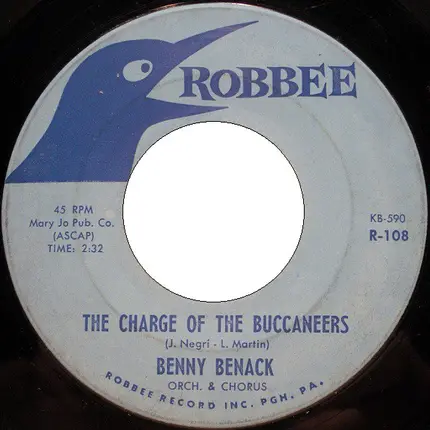 ROBBEE
45 RPM
Mary Jo Pub. Co.
(ASCAP)
TIME: 2:32
KB-590
R-108
THE CHARGE OF THE BUCCANEERS
(J. Negri - L. Martin)
BENNY BENACK
ORCH. & CHORUS
ROBBEE RECORD INC. PGH. PA.